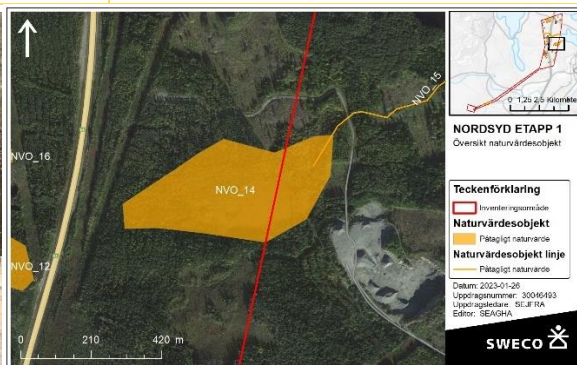 NVO_15
NVO_16
NVO_14
NVO_12
0 210 420 m
0 1,25 2,5 Kilometer
NORDSYD ETAPP 1
Översikt naturvärdesobjekt
Teckenförklaring
Inventeringsområde
Naturvärdesobjekt
Påtagligt naturvärde
Naturvärdesobjekt linje
Påtagligt naturvärde
Datum: 2023-01-26
Uppdragsnummer: 30046493
Uppdragsledare: SEJFRA
Editor: SEAGHA
SWECO